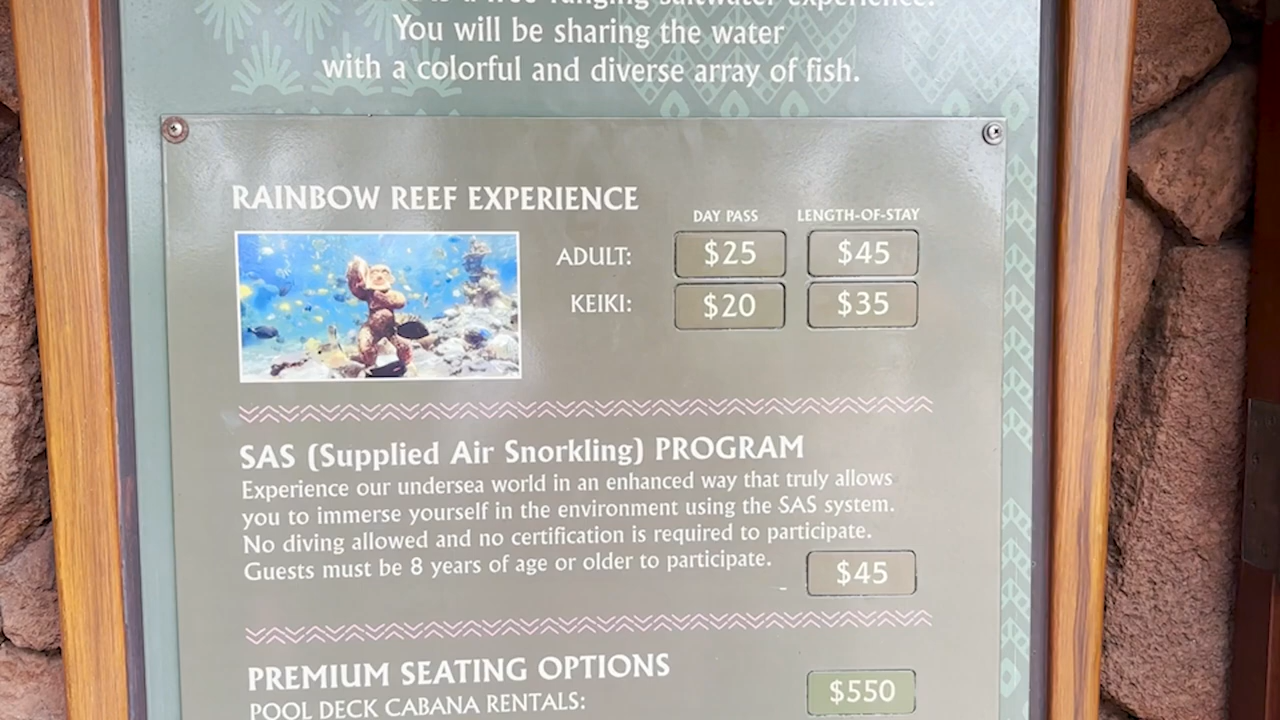 a free-ranging saltwater experience.
You will be sharing the water
with a colorful and diverse array of fish.
RAINBOW REEF EXPERIENCE
DAY PASS LENGTH-OF-STAY
ADULT: $25 $45
KEIKI: $20 $35
SAS (Supplied Air Snorkling) PROGRAM
Experience our undersea world in an enhanced way that truly allows
you to immerse yourself in the environment using the SAS system.
No diving allowed and no certification is required to participate.
Guests must be 8 years of age or older to participate.
$45
PREMIUM SEATING OPTIONS
POOL DECK CABANA RENTALS: $550